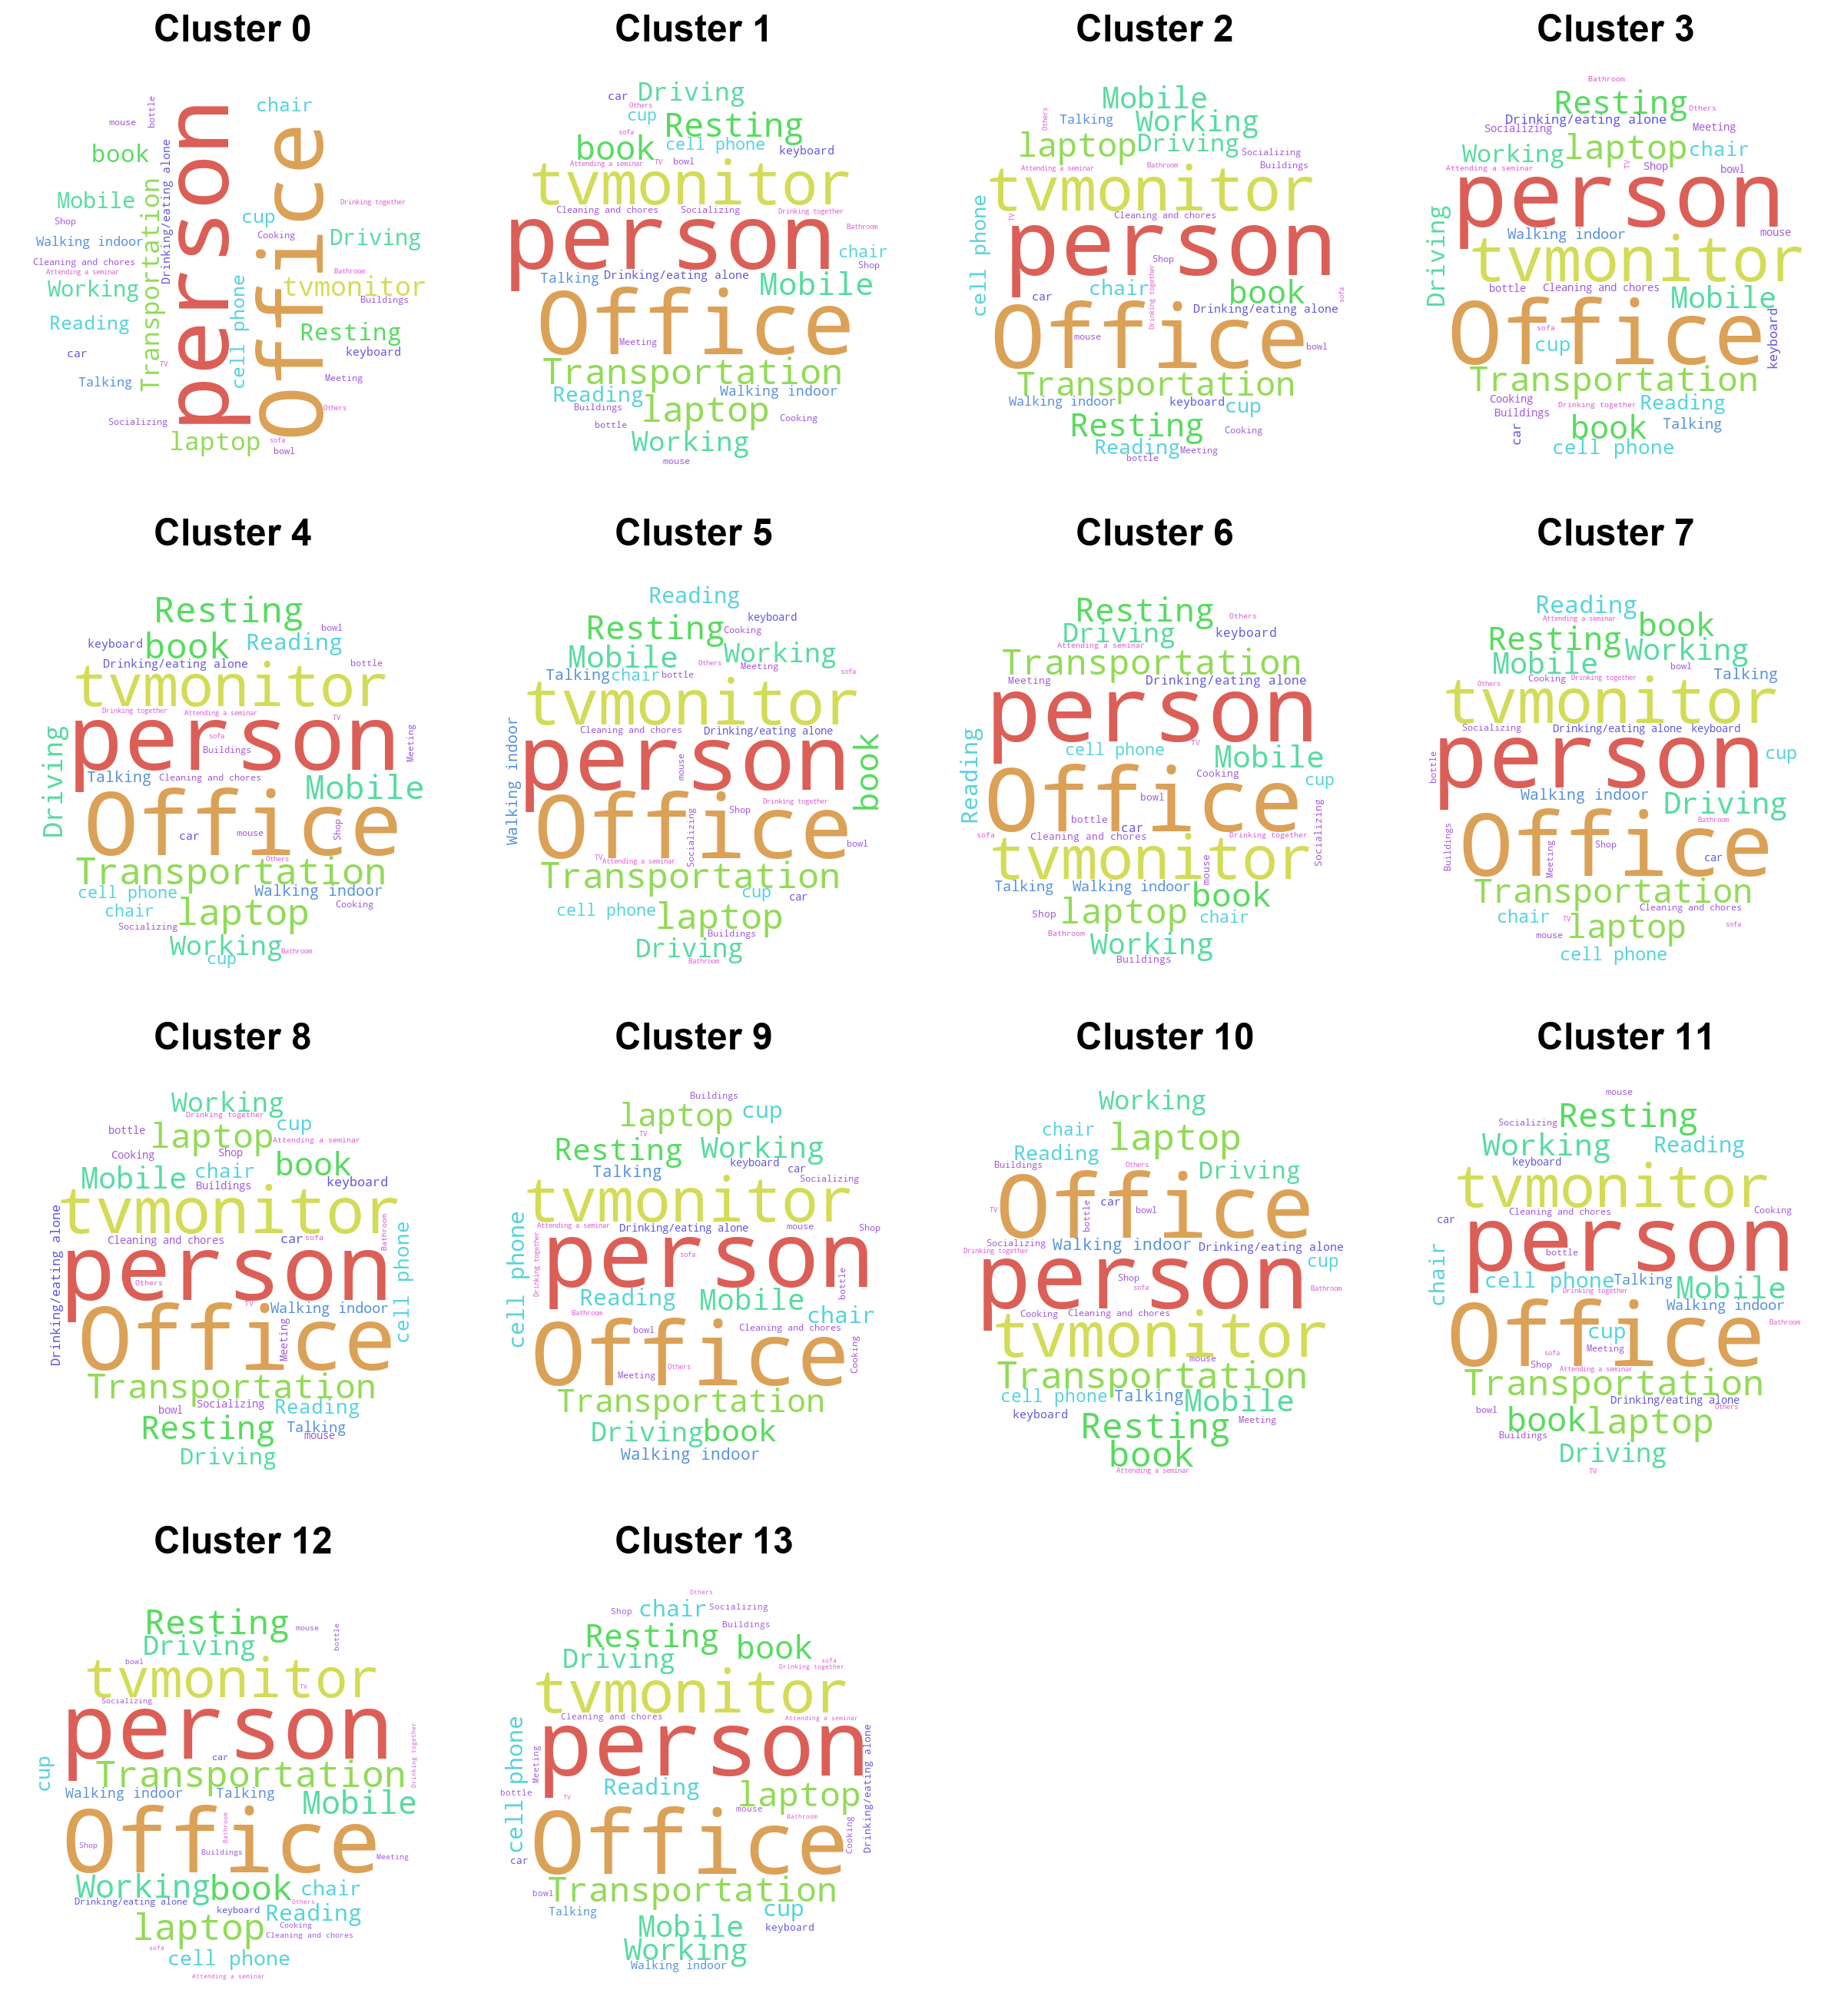 Cluster 0
chair
bottle
mouse
person
Office
book
Drinking/eating alone
Mobile
Transportation
Drinking together
Shop
cup
Walking indoor
Cooking
Driving
Cleaning and chores
Attending a seminar
Bathroom
Working
tvmonitor
Buildings
cell phone
Reading
Resting
car
keyboard
TV
Talking
Meeting
Others
Socializing
laptop
sofa
bowl
Cluster 1
Driving
car
Others
cup
Resting
sofa
book
cell phone
keyboard
Attending a seminar
TV
bowl
tvmonitor
Cleaning and chores
Socializing
Drinking together
person
Bathroom
chair
Shop
Talking
Drinking/eating alone
Mobile
Office
Meeting
Transportation
Reading
Walking indoor
Buildings
laptop
Cooking
bottle
Working
mouse
Cluster 2
Mobile
Others
Talking
Working
laptop
Driving
Socializing
Attending a seminar
Bathroom
Buildings
tvmonitor
cell phone
TV
Cleaning and chores
person
Shop
Drinking together
chair
book
sofa
car
Drinking/eating alone
Office
mouse
bowl
Transportation
Walking indoor
keyboard
cup
Resting
Cooking
Reading
Meeting
bottle
Cluster 3
Bathroom
Resting
Others
Drinking/eating alone
Socializing
Meeting
Working
laptop
chair
Attending a seminar
TV
Shop
bowl
person
Driving
Walking indoor
mouse
tvmonitor
bottle
Cleaning and chores
Mobile
Office
sofa
cup
keyboard
Transportation
Cooking
Drinking together
Reading
Buildings
car
book
Talking
cell phone
Cluster 4
Resting
bowl
keyboard
book
Reading
Drinking/eating alone
bottle
tvmonitor
Drinking together
Attending a seminar
TV
person
sofa
Buildings
Meeting
Driving
Talking
Cleaning and chores
Mobile
Office
car
mouse
Shop
Others
Transportation
cell phone
Walking indoor
chair
laptop
Cooking
Socializing
Working
Bathroom
cup
Cluster 5
Reading
keyboard
Resting
Cooking
Mobile
Working
Others
Meeting
Talking
chair
bottle
sofa
tvmonitor
Walking indoor
Cleaning and chores
Drinking/eating alone
person
mouse
book
Office
Drinking together
Shop
Socializing
bowl
TV
Attending a seminar
Transportation
cup
car
cell phone
laptop
Buildings
Driving
Bathroom
Cluster 6
Resting
Others
Driving
keyboard
Attending a seminar
Transportation
Meeting
Drinking/eating alone
person
Reading
cell phone
TV
Mobile
Cooking
cup
Office
bowl
bottle
car
Socializing
sofa
Cleaning and chores
Drinking together
tvmonitor
mouse
Talking
Walking indoor
book
Shop
laptop
chair
Bathroom
Working
Buildings
Cluster 7
Reading
Attending a seminar
book
Resting
Working
Mobile
bowl
Talking
Cooking
Drinking together
Others
tvmonitor
Socializing
Drinking/eating alone
keyboard
person
bottle
cup
Walking indoor
Driving
Bathroom
Office
Buildings
Meeting
Shop
car
Transportation
Cleaning and chores
chair
TV
laptop
sofa
mouse
cell phone
Cluster 8
Working
Drinking together
cup
bottle
laptop
Attending a seminar
Cooking
Shop
book
Mobile
chair
Buildings
keyboard
tvmonitor
Bathroom
Cleaning and chores
car
sofa
Drinking/eating alone
person
Others
cell phone
TV
Walking indoor
Office
Meeting
Transportation
bowl
Socializing
Reading
Resting
Talking
mouse
Driving
Cluster 9
Buildings
laptop
cup
TV
Resting
Working
Talking
keyboard
car
Socializing
tvmonitor
cell phone
Attending a seminar
Drinking/eating alone
mouse
Shop
Drinking together
person
sofa
bottle
Reading
Mobile
Bathroom
chair
Office
bowl
Cleaning and chores
Meeting
Others
Cooking
Transportation
Driving
book
Walking indoor
Cluster 10
Working
chair
laptop
Reading
Buildings
Others
Driving
Office
TV
bottle
car
bowl
Socializing
Drinking together
Walking indoor
Drinking/eating alone
person
cup
Shop
sofa
Bathroom
Cooking
Cleaning and chores
tvmonitor
mouse
Transportation
cell phone
Talking
Mobile
keyboard
Resting
Meeting
book
Attending a seminar
Cluster 11
mouse
Socializing
Resting
Working
Reading
keyboard
tvmonitor
Cleaning and chores
Cooking
car
person
bottle
chair
cell phone
Talking
Mobile
Drinking together
Walking indoor
Office
Bathroom
cup
Meeting
sofa
Shop
Attending a seminar
Transportation
Drinking/eating alone
bowl
Others
book
laptop
Buildings
Driving
TV
Cluster 12
Resting
mouse
bottle
Driving
bowl
tvmonitor
TV
Socializing
person
Drinking together
cup
car
Transportation
Walking indoor
Talking
Mobile
Office
Bathroom
Shop
Buildings
Meeting
Working
book
chair
Drinking/eating alone
Others
keyboard
Reading
laptop
Cooking
Cleaning and chores
sofa
cell phone
Attending a seminar
Cluster 13
Others
Shop
chair
Socializing
Buildings
Resting
book
Driving
sofa
Drinking together
tvmonitor
Cleaning and chores
Attending a seminar
cell phone
Meeting
person
Drinking/eating alone
Reading
bottle
TV
laptop
mouse
Bathroom
Office
Cooking
car
Transportation
bowl
Talking
cup
Mobile
keyboard
Working
Walking indoor